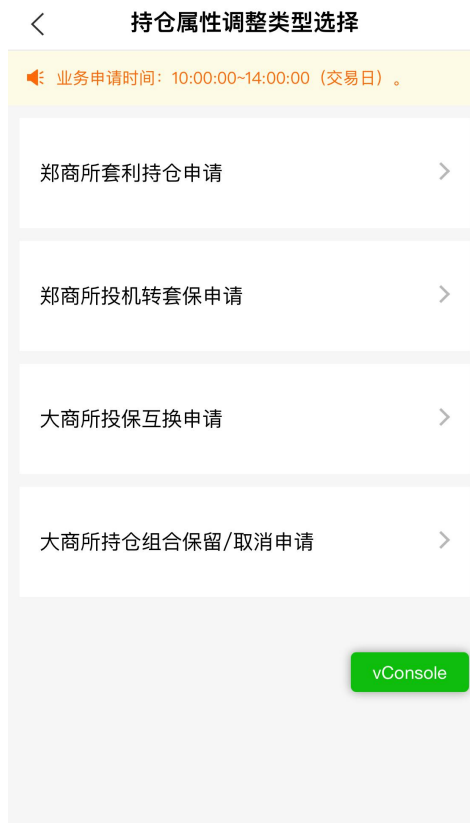 持仓属性调整类型选择
业务申请时间：10:00:00~14:00:00（交易日）。
郑商所套利持仓申请
郑商所投机转套保申请
大商所投保互换申请
大商所持仓组合保留/取消申请
vConsole